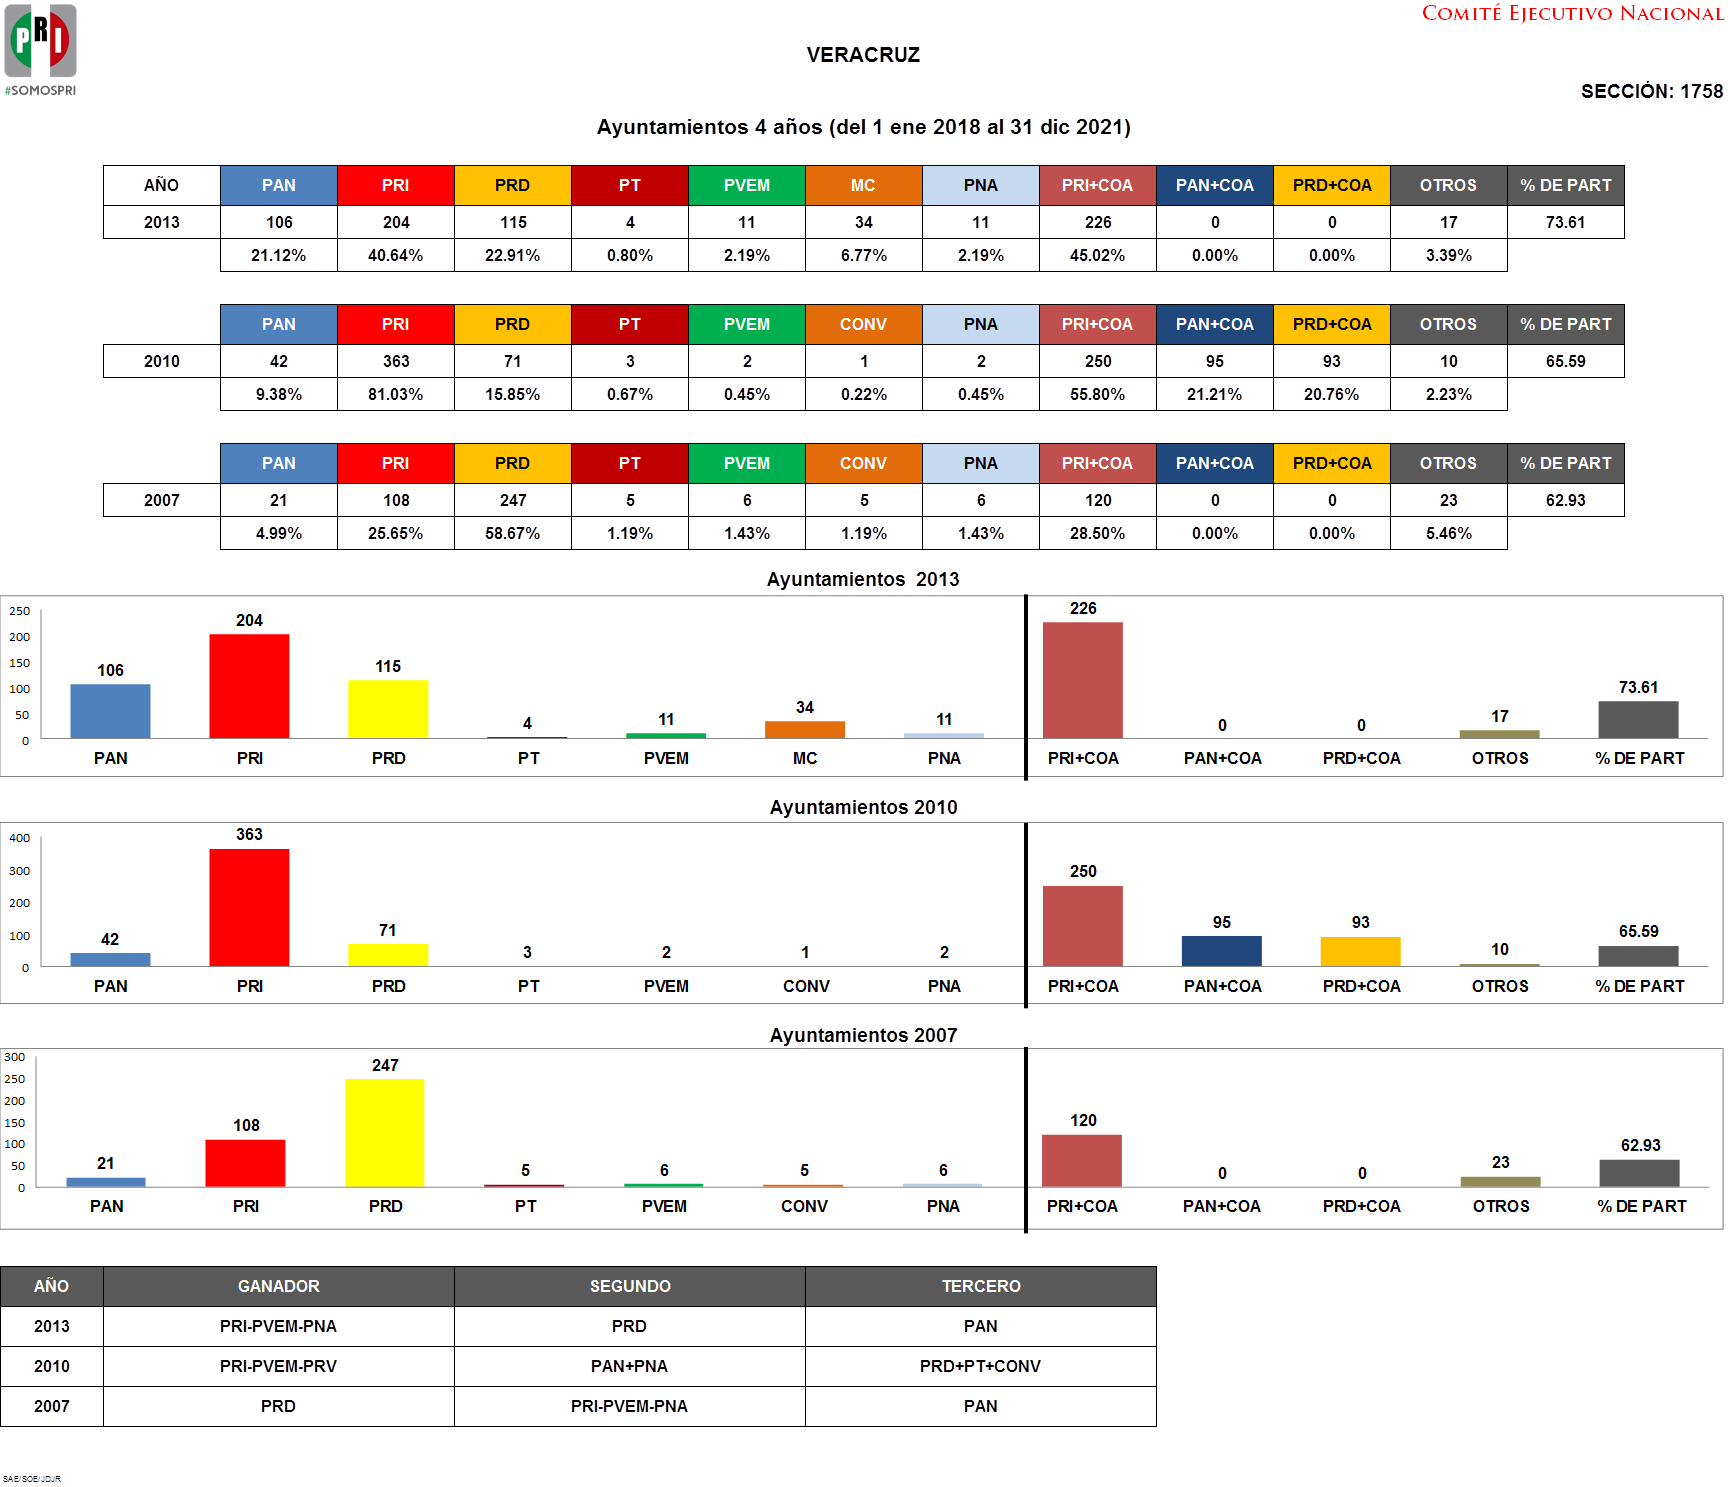 PRI
#SOMOSPRI
COMITÉ EJECUTIVO NACIONAL
VERACRUZ
SECCIÓN: 1758
Ayuntamientos 4 años (del 1 ene 2018 al 31 dic 2021)
AÑO PAN PRI PRD PT PVEM MC PNA PRI+COA PAN+COA PRD+COA OTROS % DE PART
2013 106 204 115 4 11 34 11 226 0 0 17 73.61
21.12% 40.64% 22.91% 0.80% 2.19% 6.77% 2.19% 45.02% 0.00% 0.00% 3.39%
PAN PRI PRD PT PVEM CONV PNA PRI+COA PAN+COA PRD+COA OTROS % DE PART
2010 42 363 71 3 2 1 2 250 95 93 10 65.59
9.38% 81.03% 15.85% 0.67% 0.45% 0.22% 0.45% 55.80% 21.21% 20.76% 2.23%
PAN PRI PRD PT PVEM CONV PNA PRI+COA PAN+COA PRD+COA OTROS % DE PART
2007 21 108 247 5 6 5 6 120 0 0 23 62.93
4.99% 25.65% 58.67% 1.19% 1.43% 1.19% 1.43% 28.50% 0.00% 0.00% 5.46%
Ayuntamientos 2013
250
200
150
100
50
0
106 204 115 4 11 34 11 226 0 0 17 73.61
PAN PRI PRD PT PVEM MC PNA PRI+COA PAN+COA PRD+COA OTROS % DE PART
Ayuntamientos 2010
400
300
200
100
0
42 363 71 3 2 1 2 250 95 93 10 65.59
PAN PRI PRD PT PVEM CONV PNA PRI+COA PAN+COA PRD+COA OTROS % DE PART
Ayuntamientos 2007
300
250
200
150
100
50
0
21 108 247 5 6 5 6 120 0 0 23 62.93
PAN PRI PRD PT PVEM CONV PNA PRI+COA PAN+COA PRD+COA OTROS % DE PART
AÑO GANADOR SEGUNDO TERCERO
2013 PRI-PVEM-PNA PRD PAN
2010 PRI-PVEM-PRV PAN+PNA PRD+PT+CONV
2007 PRD PRI-PVEM-PNA PAN
SAE/SOE/JDJR